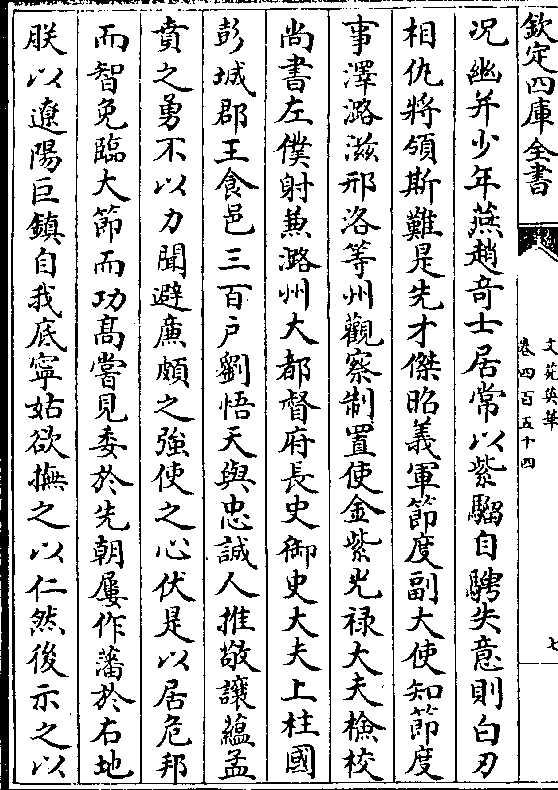 欽定四庫全書
文苑英華
卷四百五十四
七
况幽并少年燕趙竒士居常以紫騮自騁失意則白刃
相仇將領斯難是先才傑昭義軍節度副大使知節度
事澤潞滋邢洛等州觀察制置使金紫光禄大夫檢校
尚書左僕射兼潞州大都督府長史御史大夫上柱國
彭城郡王食邑三百户劉悟天與忠誠人推敬讓藴孟
賁之勇不以力聞避廉頗之強使之心伏是以居危邦
而智免臨大節而功髙嘗見委於先朝屢作藩於右地
朕以遼陽巨鎮自我底寧姑欲撫之以仁然後示之以